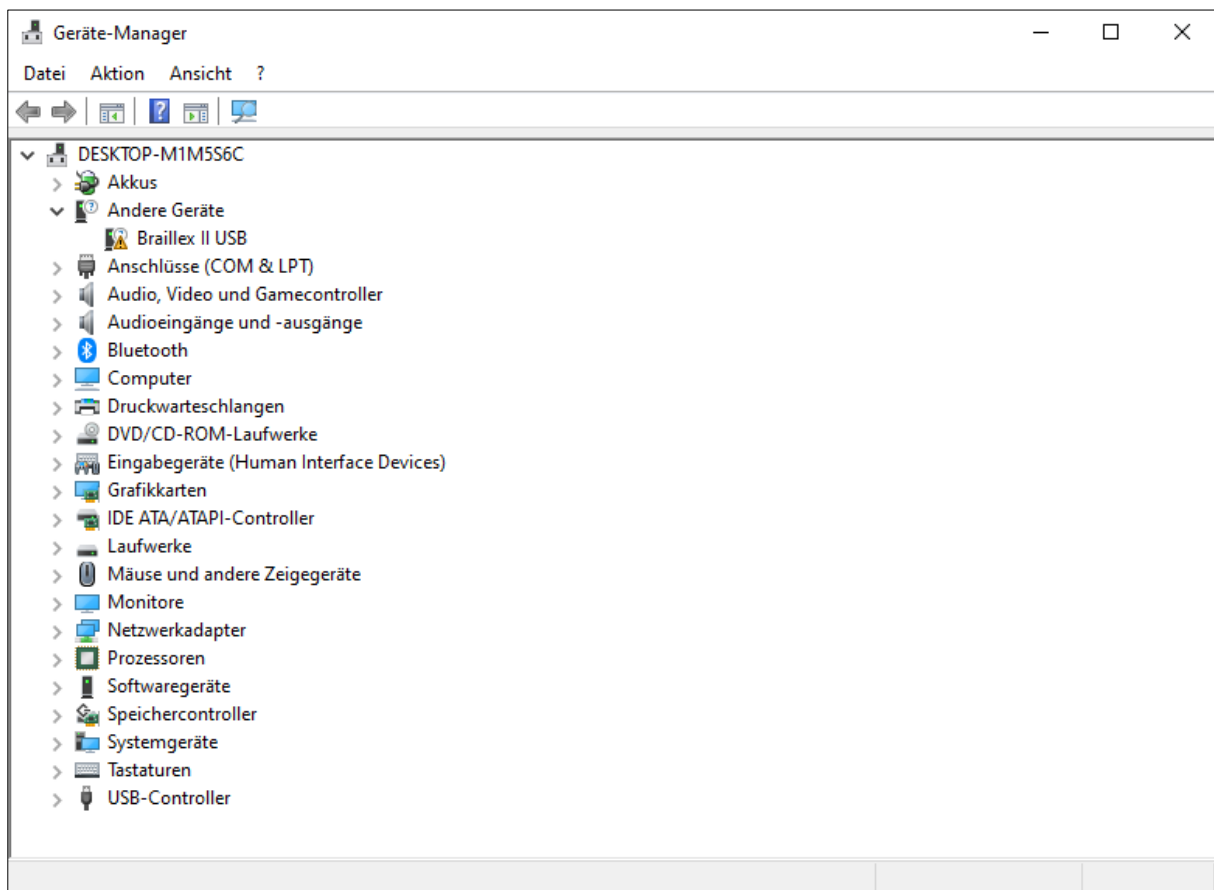 Geräte-Manager
Datei Aktion Ansicht ?
DESKTOP-M1M5S6C
Akkus
Andere Geräte
Braillex II USB
Anschlüsse (COM & LPT)
Audio, Video und Gamecontroller
Audioeingänge und -ausgänge
Bluetooth
Computer
Druckwarteschlangen
DVD/CD-ROM-Laufwerke
Eingabegeräte (Human Interface Devices)
Grafikkarten
IDE ATA/ATAPI-Controller
Laufwerke
Mäuse und andere Zeigegeräte
Monitore
Netzwerkadapter
Prozessoren
Softwaregeräte
Speichercontroller
Systemgeräte
Tastaturen
USB-Controller